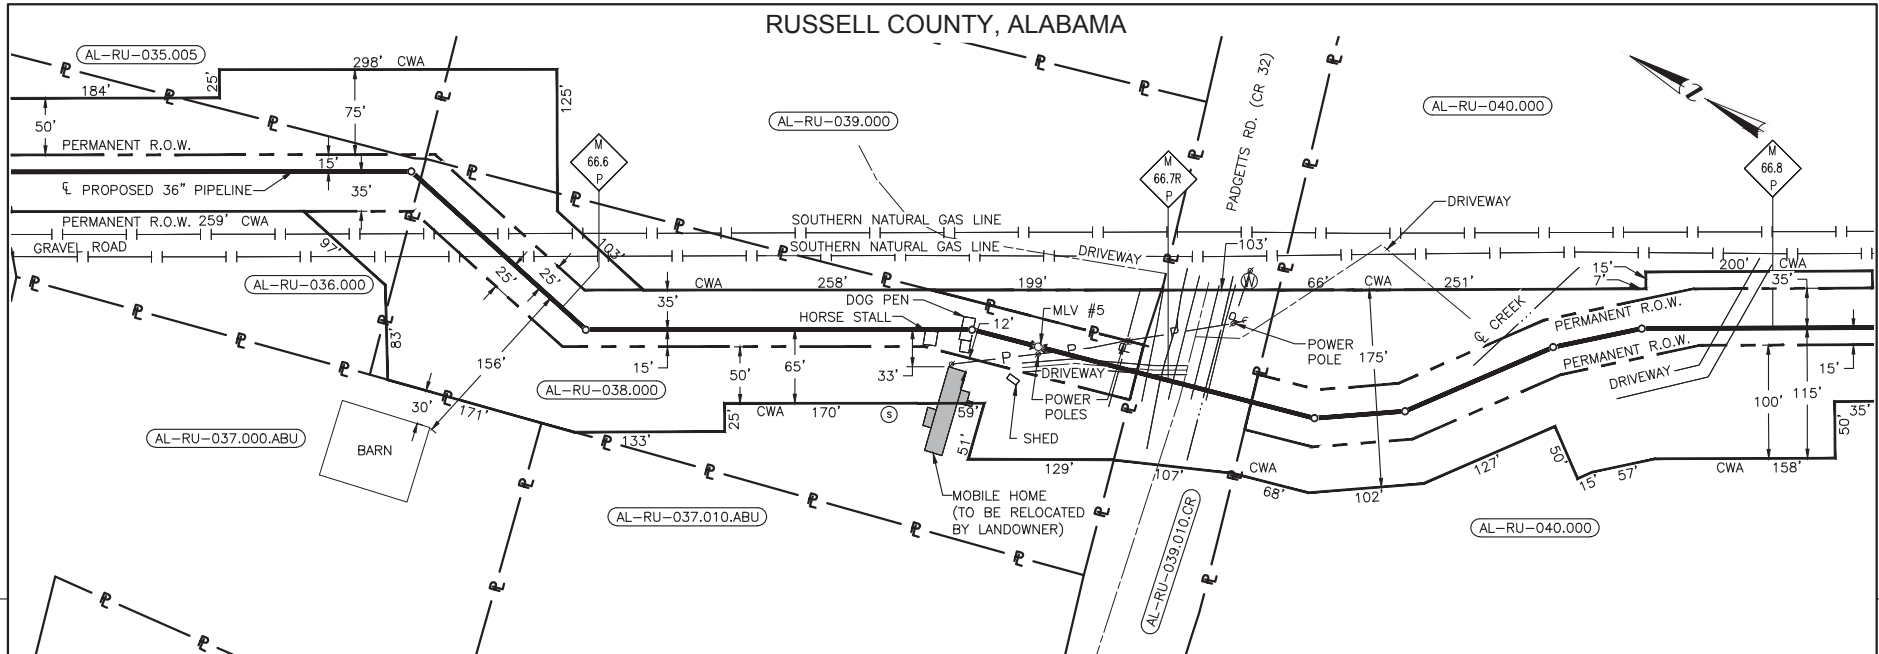 RUSSELL COUNTY, ALABAMA
AL-RU-035.005
298' CWA
184'
25'
75'
125'
50'
PERMANENT R.O.W.
15'
℄ PROPOSED 36" PIPELINE
35'
PERMANENT R.O.W. 259' CWA
GRAVEL ROAD
97'
AL-RU-036.000
83'
30'
171'
156'
25'
25'
103'
AL-RU-037.000.ABU
BARN
133'
AL-RU-038.000
AL-RU-037.010.ABU
M
66.6
P
AL-RU-039.000
SOUTHERN NATURAL GAS LINE
SOUTHERN NATURAL GAS LINE
DRIVEWAY
CWA
258'
199'
35'
DOG PEN
HORSE STALL
12'
MLV #5
15'
50'
65'
33'
P
P
DRIVEWAY
POWER
POLES
25'
CWA
170'
S
59'
51'
SHED
129'
107'
MOBILE HOME
(TO BE RELOCATED
BY LANDOWNER)
AL-RU-039.010.CR
M
66.7R
P
PADGETTS RD. (CR 32)
103'
W
66'
CWA
251'
DRIVEWAY
POWER
POLE
175'
CWA
68'
102'
127'
50'
15'
57'
CWA
158'
50'
35'
AL-RU-040.000
M
66.8
P
15'
7'
200'
CWA
35'
℄ CREEK
PERMANENT R.O.W.
PERMANENT R.O.W.
DRIVEWAY
15'
100'
115'
AL-RU-040.000